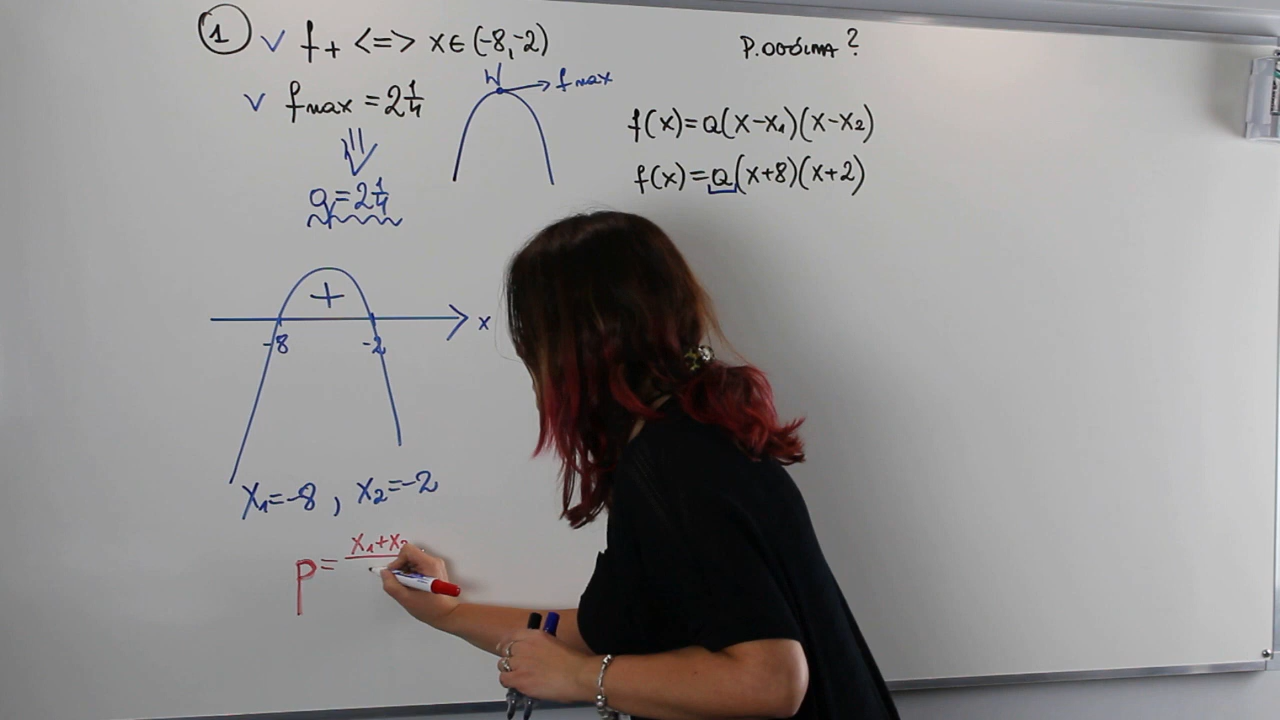 1 v f+ <=> x∈(-8,-2)
v fmax = 2 1/4
q = 2 1/4
W fmax
+
-8 -2 x
x₁=-8, x₂=-2
p = x₁+x₂
P. OGÓLNA ?
f(x)=a(x-x₁)(x-x₂)
f(x)=a(x+8)(x+2)